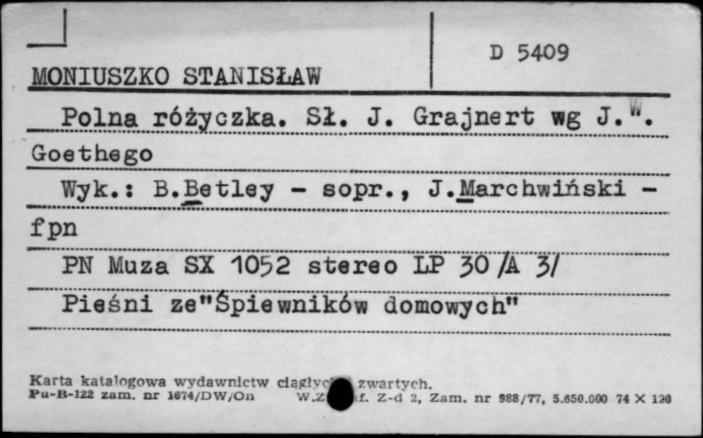 D 5409
MONIUSZKO STANISŁAW
Polna różyczka. Sł. J. Grajnert wg J.W.
Goethego
Wyk.: B.Betley - sopr., J.Marchwiński -
fpn
PN Muza SX 1052 stereo LP 30 /A 3/
Pieśni ze"Śpiewników domowych"
Karta katalogowa wydawnictw zwartych.
Pu-B-122 zam. nr 1674/DW/On Z-d 2, Zam. nr 988/77, 5.650.000 74 X 120